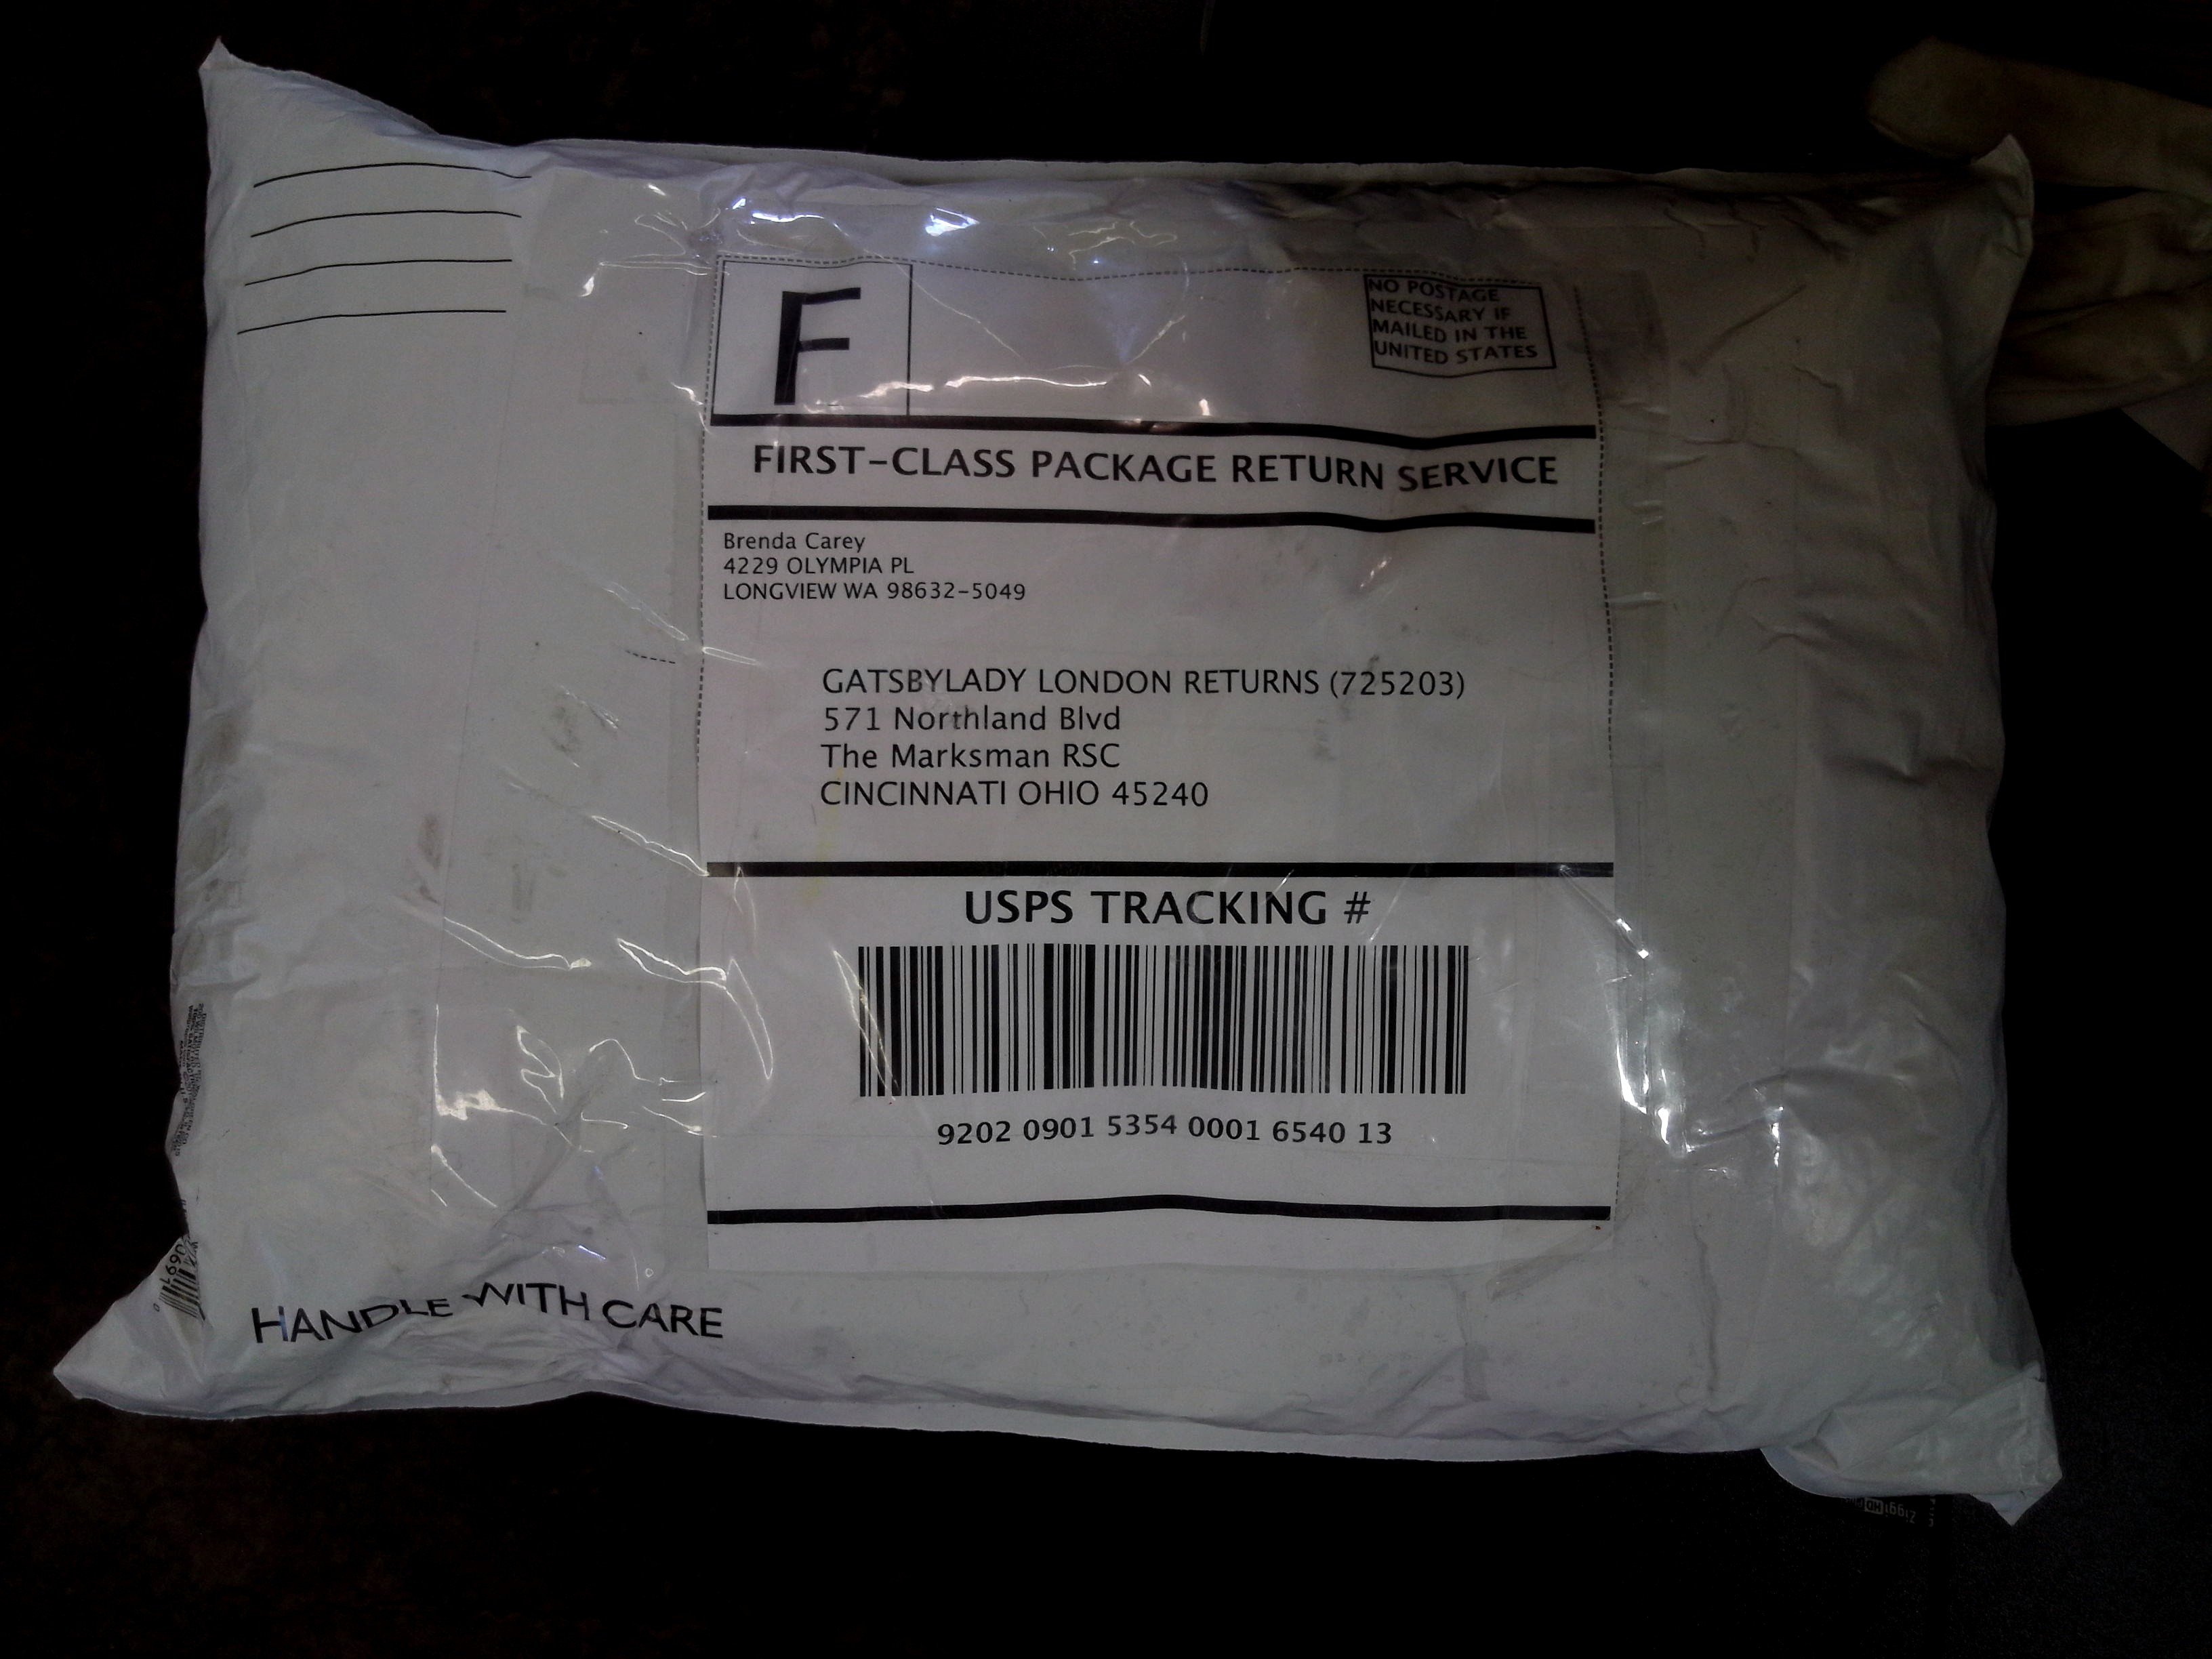 F
NO POSTAGE
NECESSARY IF
MAILED IN THE
UNITED STATES
FIRST-CLASS PACKAGE RETURN SERVICE
Brenda Carey
4229 OLYMPIA PL
LONGVIEW WA 98632-5049
GATSBYLADY LONDON RETURNS (725203)
571 Northland Blvd
The Marksman RSC
CINCINNATI OHIO 45240
USPS TRACKING #
9202 0901 5354 0001 6540 13
HANDLE WITH CARE
Ziggi HD